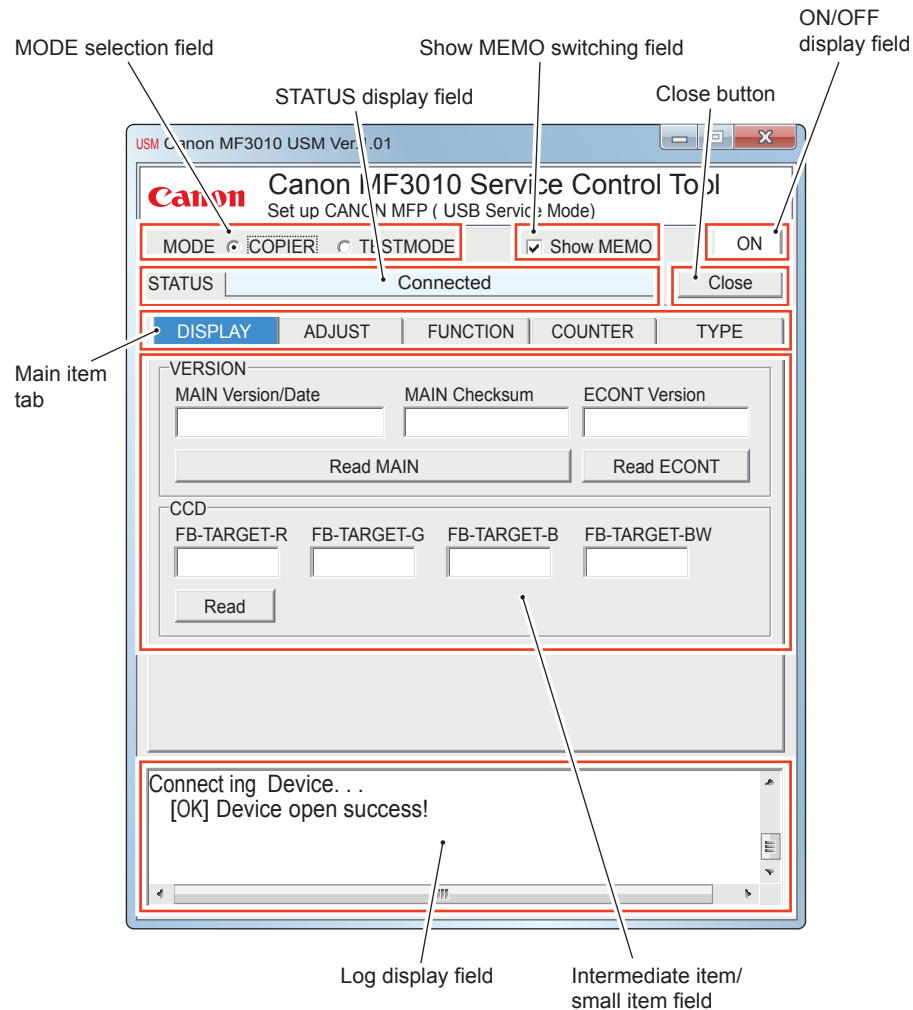 ON/OFF
display field
MODE selection field
Show MEMO switching field
STATUS display field
Close button
USM Canon MF3010 USM Ver.1.01
Canon
Canon MF3010 Service Control Tool
Set up CANON MFP ( USB Service Mode)
MODE COPIER TESTMODE Show MEMO ON
STATUS Connected Close
DISPLAY ADJUST FUNCTION COUNTER TYPE
Main item
tab
VERSION
MAIN Version/Date MAIN Checksum ECONT Version
Read MAIN Read ECONT
CCD
FB-TARGET-R FB-TARGET-G FB-TARGET-B FB-TARGET-BW
Read
Connect ing Device. . .
[OK] Device open success!
Log display field
Intermediate item/
small item field